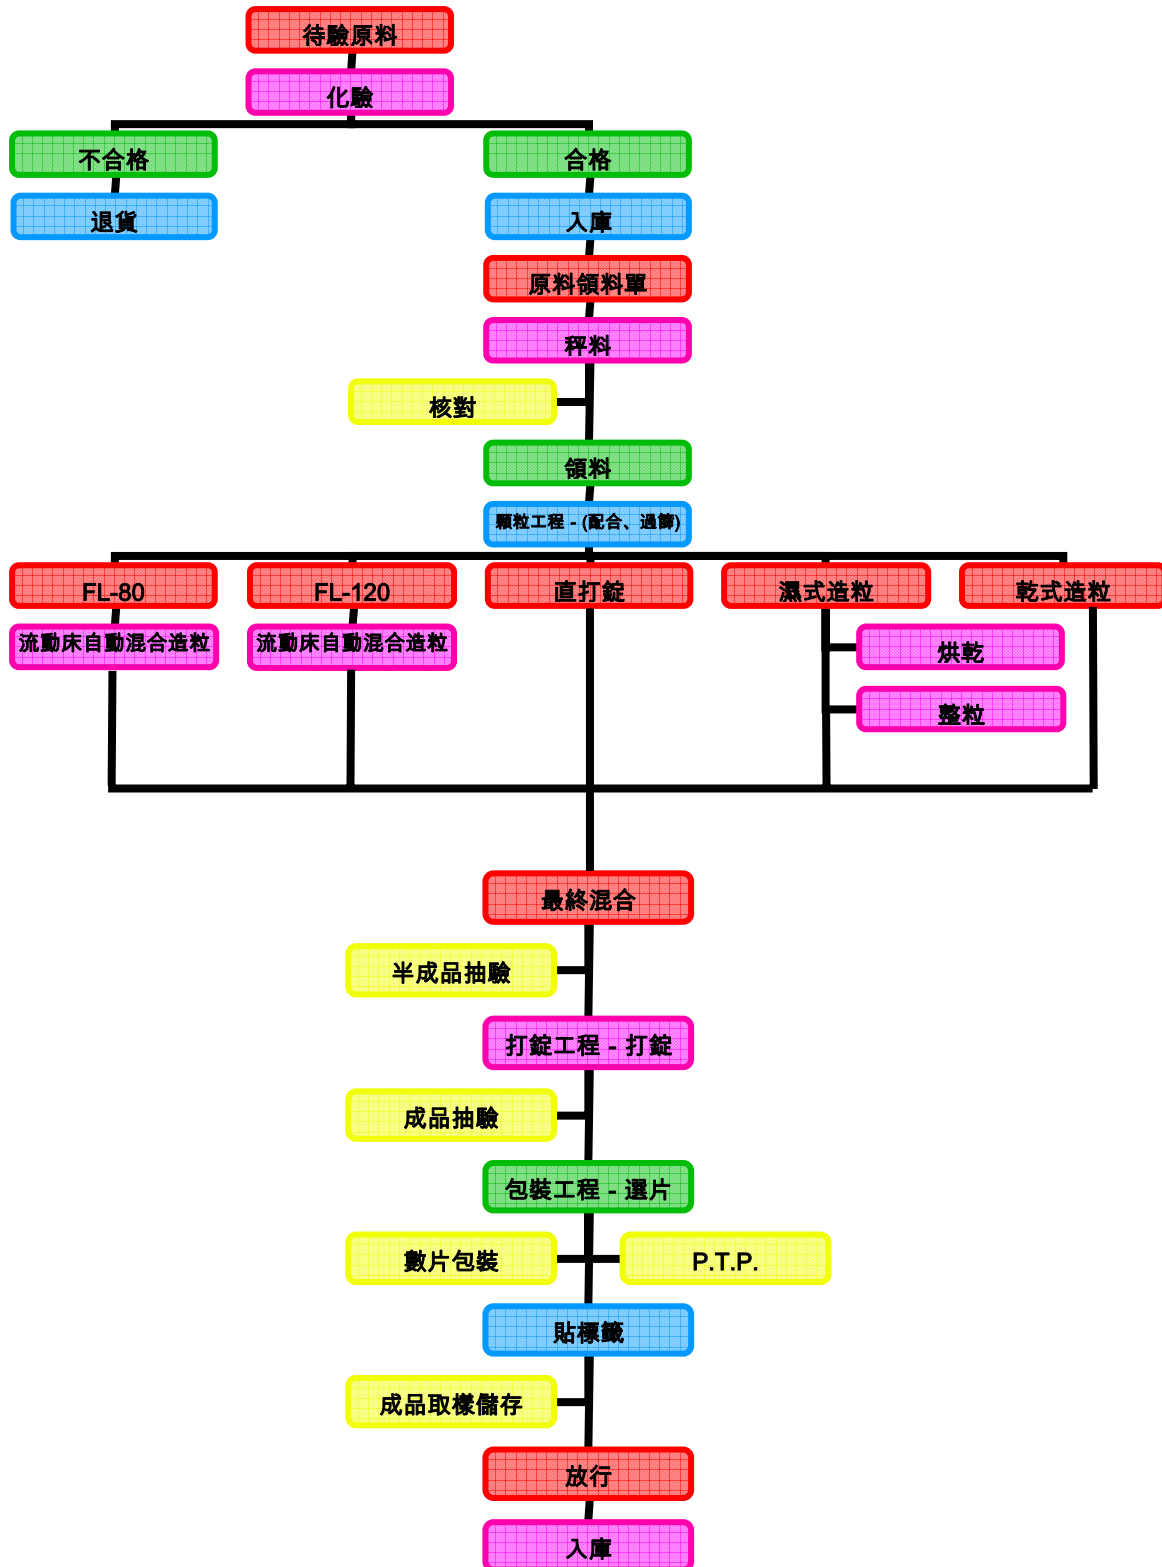 待驗原料
化驗
不合格
合格
退貨
入庫
原料領料單
秤料
核對
領料
顆粒工程 - (配合、過篩)
FL-80
FL-120
直打錠
濕式造粒
乾式造粒
流動床自動混合造粒
流動床自動混合造粒
烘乾
整粒
最終混合
半成品抽驗
打錠工程 - 打錠
成品抽驗
包裝工程 - 選片
數片包裝
P.T.P.
貼標籤
成品取樣儲存
放行
入庫